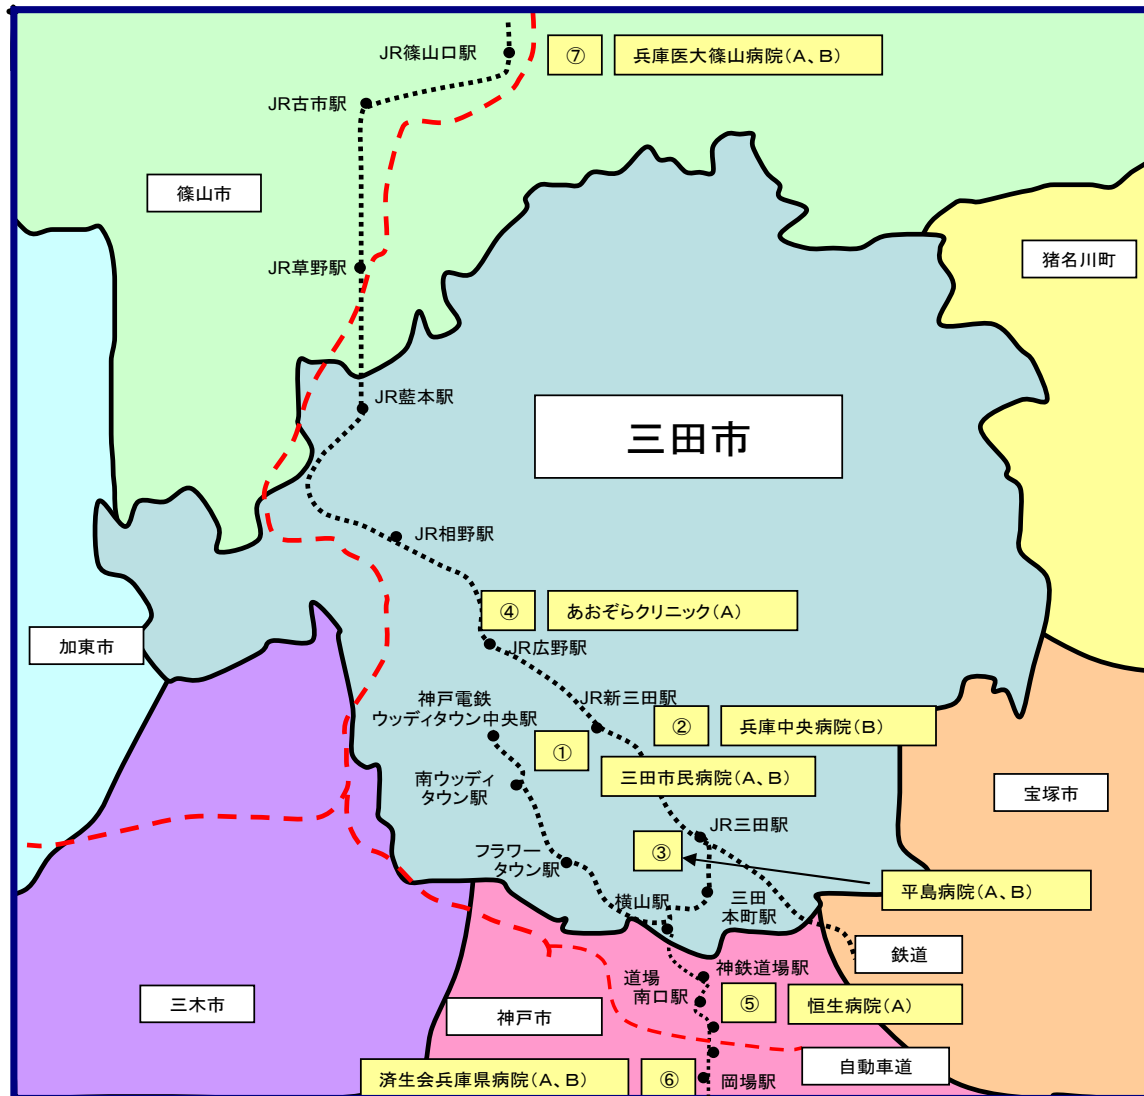 JR篠山口駅
⑦
兵庫医大篠山病院(A、B)
JR古市駅
篠山市
猪名川町
JR草野駅
JR藍本駅
三田市
JR相野駅
④
あおぞらクリニック(A)
加東市
JR広野駅
神戸電鉄
ウッディタウン中央駅
JR新三田駅
②
兵庫中央病院(B)
①
三田市民病院(A、B)
南ウッディ
タウン駅
宝塚市
JR三田駅
③
フラワー
タウン駅
平島病院(A、B)
横山駅
三田
本町駅
鉄道
神鉄道場駅
道場
南口駅
⑤
恒生病院(A)
三木市
神戸市
自動車道
済生会兵庫県病院(A、B)
⑥
岡場駅